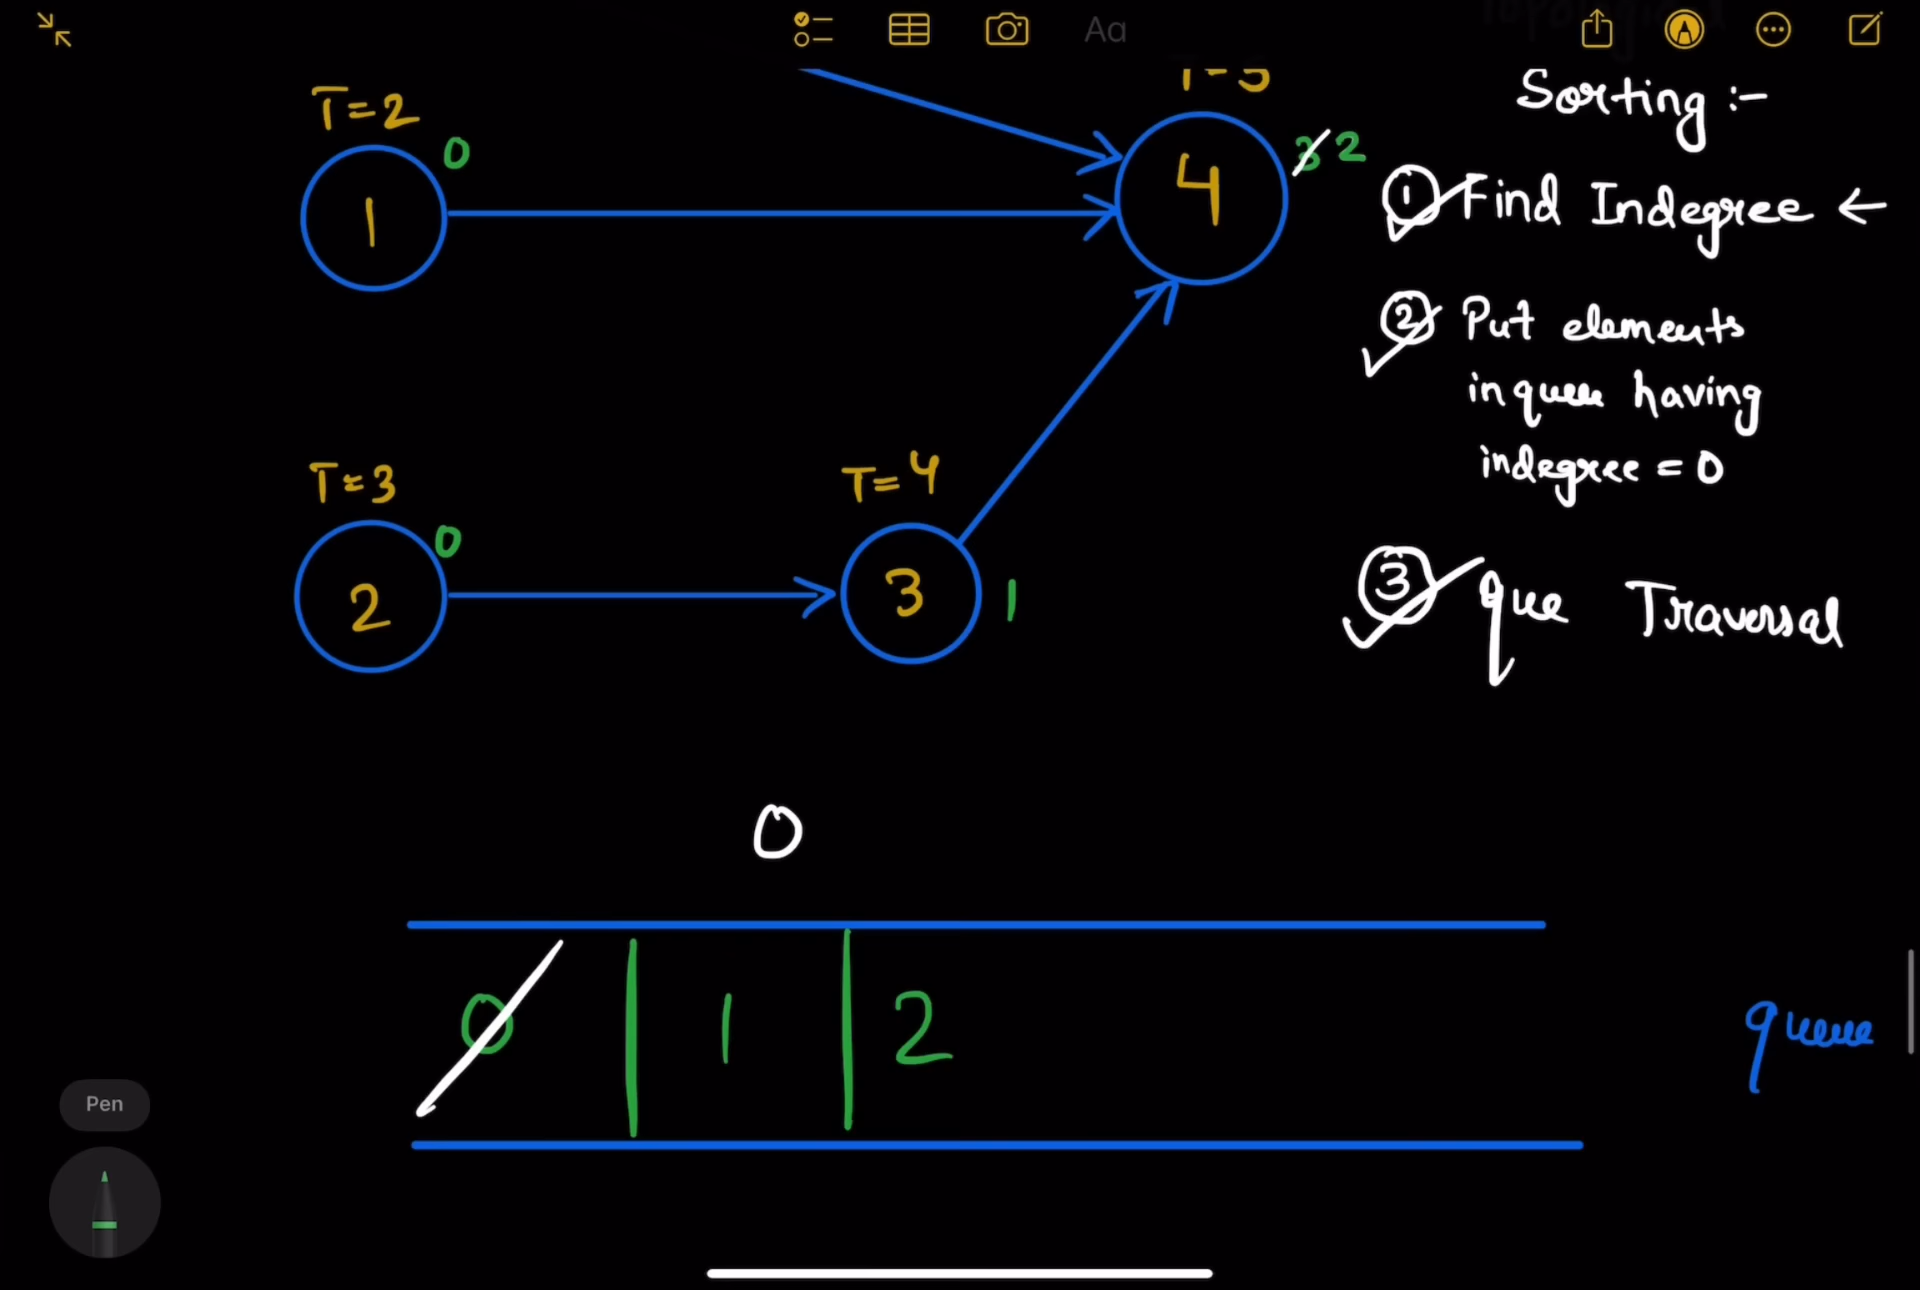 Aa
T=2
0
1
4
3 2
Sorting :-
① Find Indegree ←
② Put elements
in queue having
indegree = 0
T=3
0
2
T=4
3
1
③ que Traversal
0
0 | 1 | 2
queue
Pen